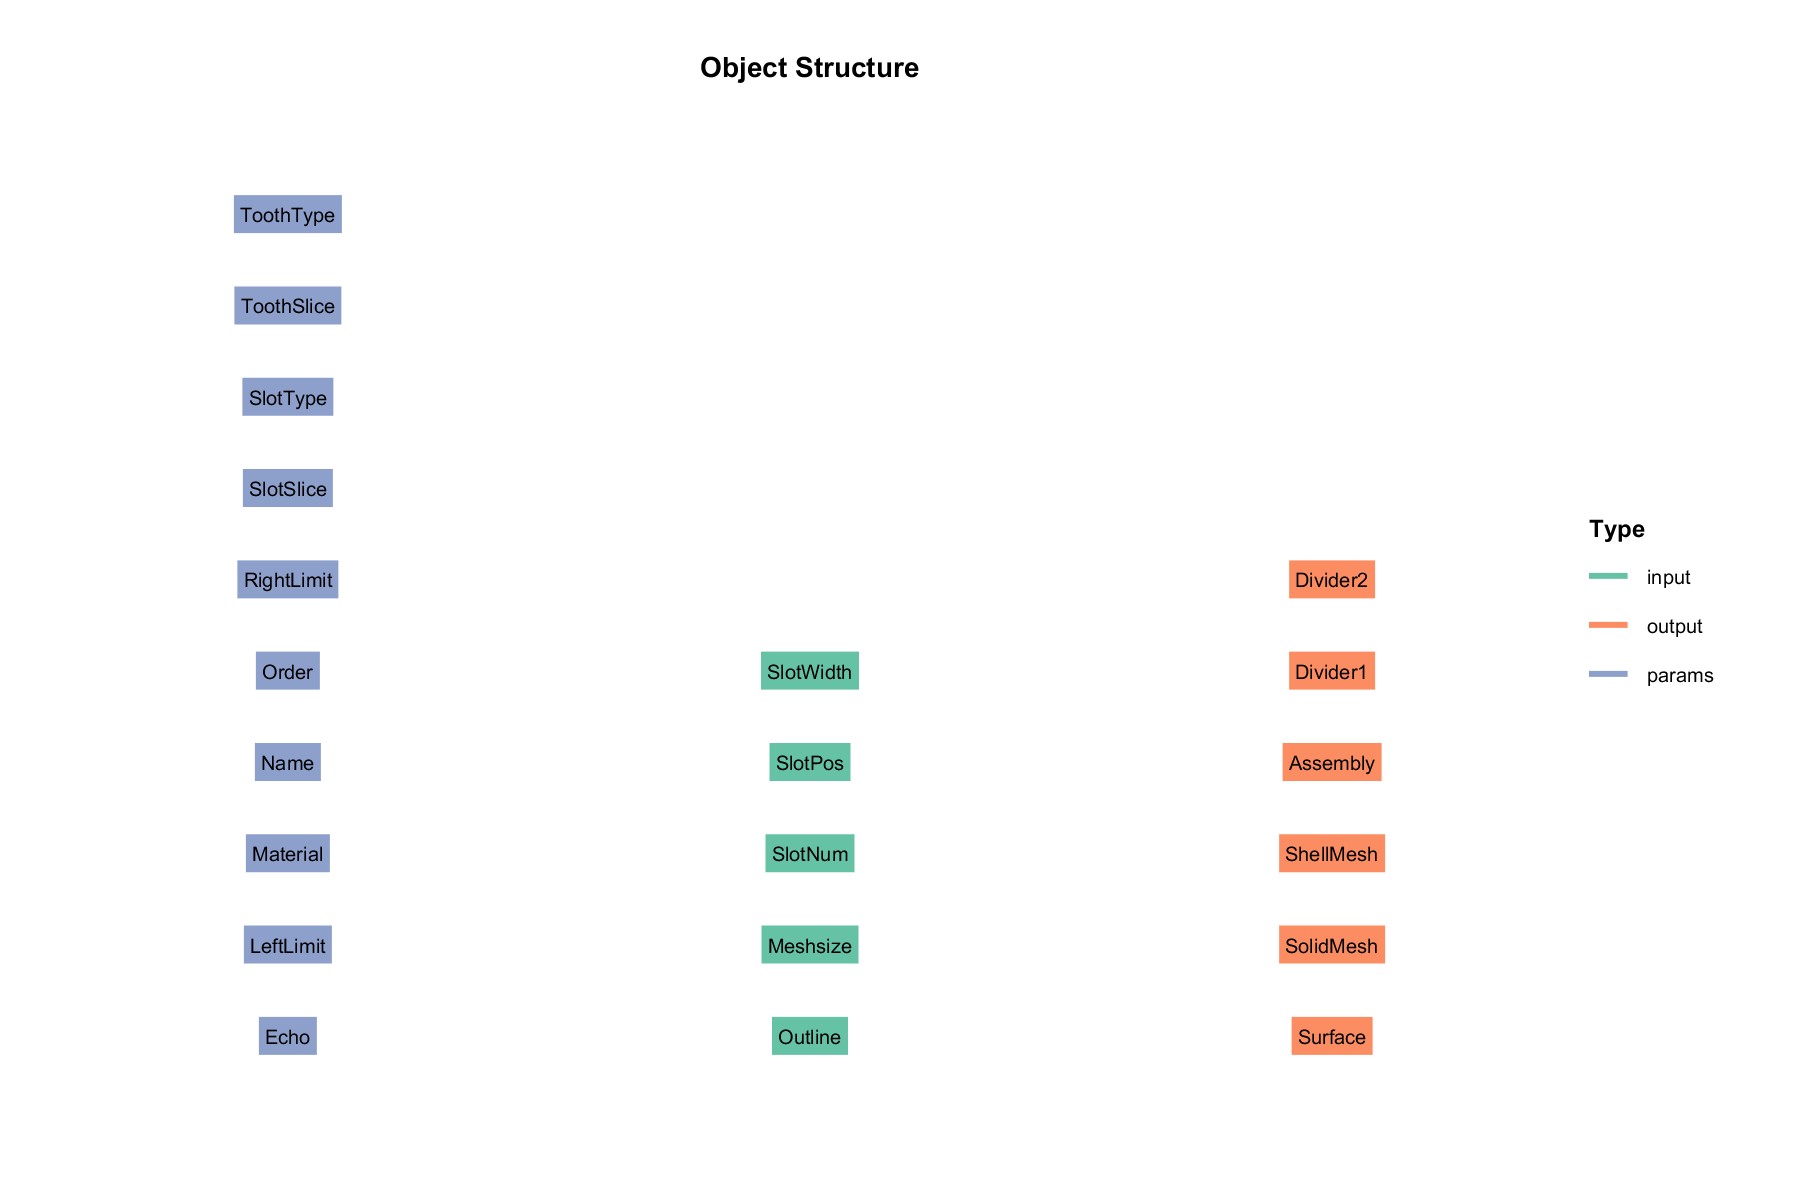 Object Structure
ToothType
ToothSlice
SlotType
SlotSlice
RightLimit
Order
Name
Material
LeftLimit
Echo
SlotWidth
SlotPos
SlotNum
Meshsize
Outline
Divider2
Divider1
Assembly
ShellMesh
SolidMesh
Surface
Type
input
output
params